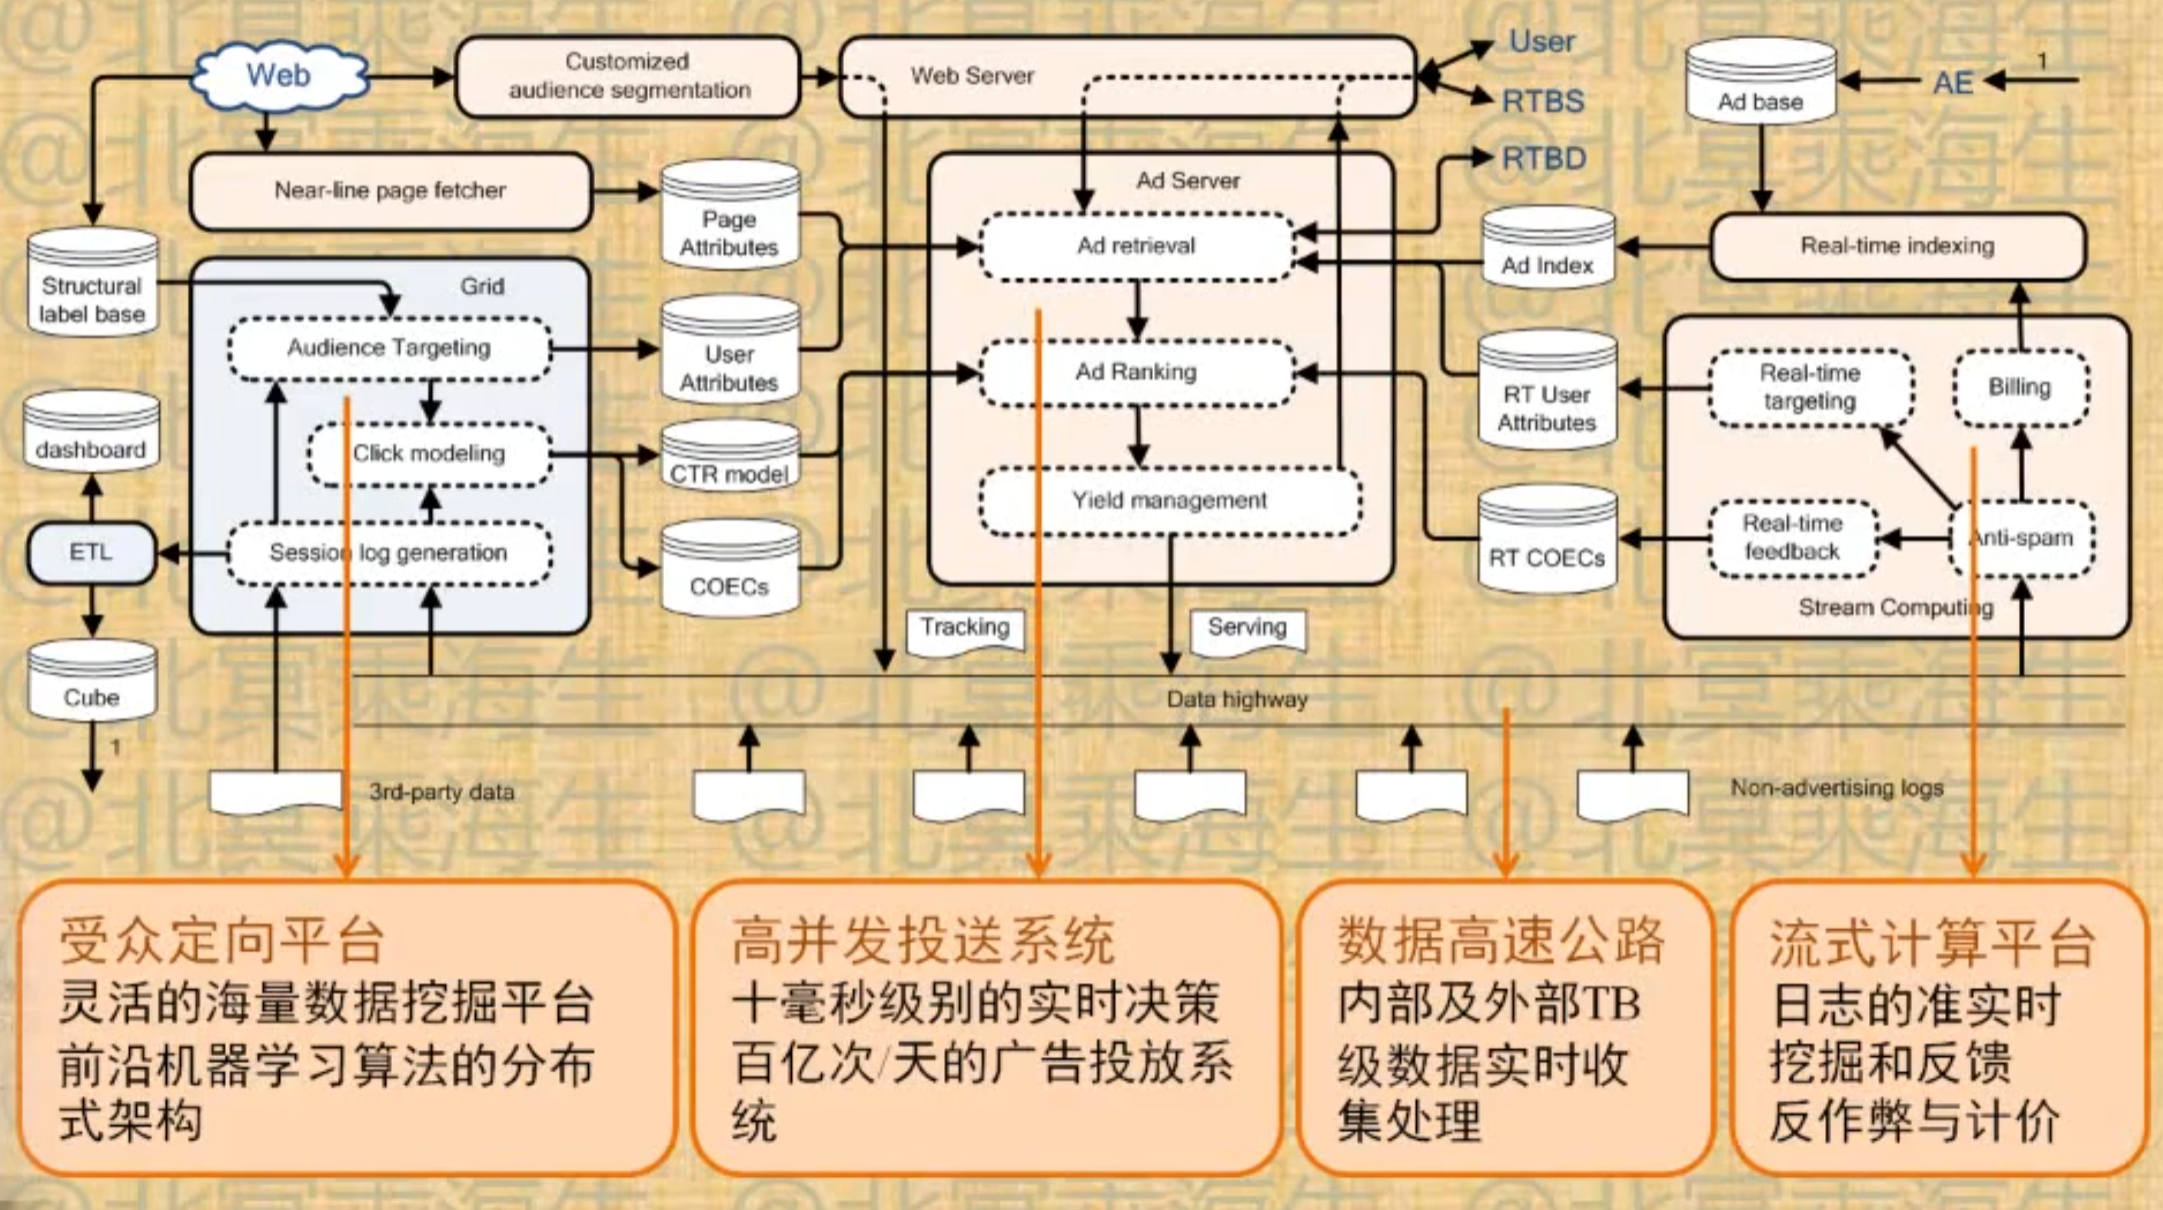 Web
Customized
audience segmentation
Web Server
User
RTBS
RTBD
Ad base
AE
1
Near-line page fetcher
Page
Attributes
Ad Server
Ad retrieval
Ad Index
Real-time indexing
Structural
label base
Grid
Audience Targeting
User
Attributes
Ad Ranking
RT User
Attributes
Real-time
targeting
Billing
dashboard
Click modeling
CTR model
Yield management
ETL
Session log generation
COECs
RT COECs
Real-time
feedback
Anti-spam
Stream Computing
Cube
1
Tracking
Serving
Data highway
3rd-party data
Non-advertising logs
受众定向平台
灵活的海量数据挖掘平台
前沿机器学习算法的分布
式架构
高并发投送系统
十毫秒级别的实时决策
百亿次/天的广告投放系
统
数据高速公路
内部及外部TB
级数据实时收
集处理
流式计算平台
日志的准实时
挖掘和反馈
反作弊与计价
@北冥乘海生